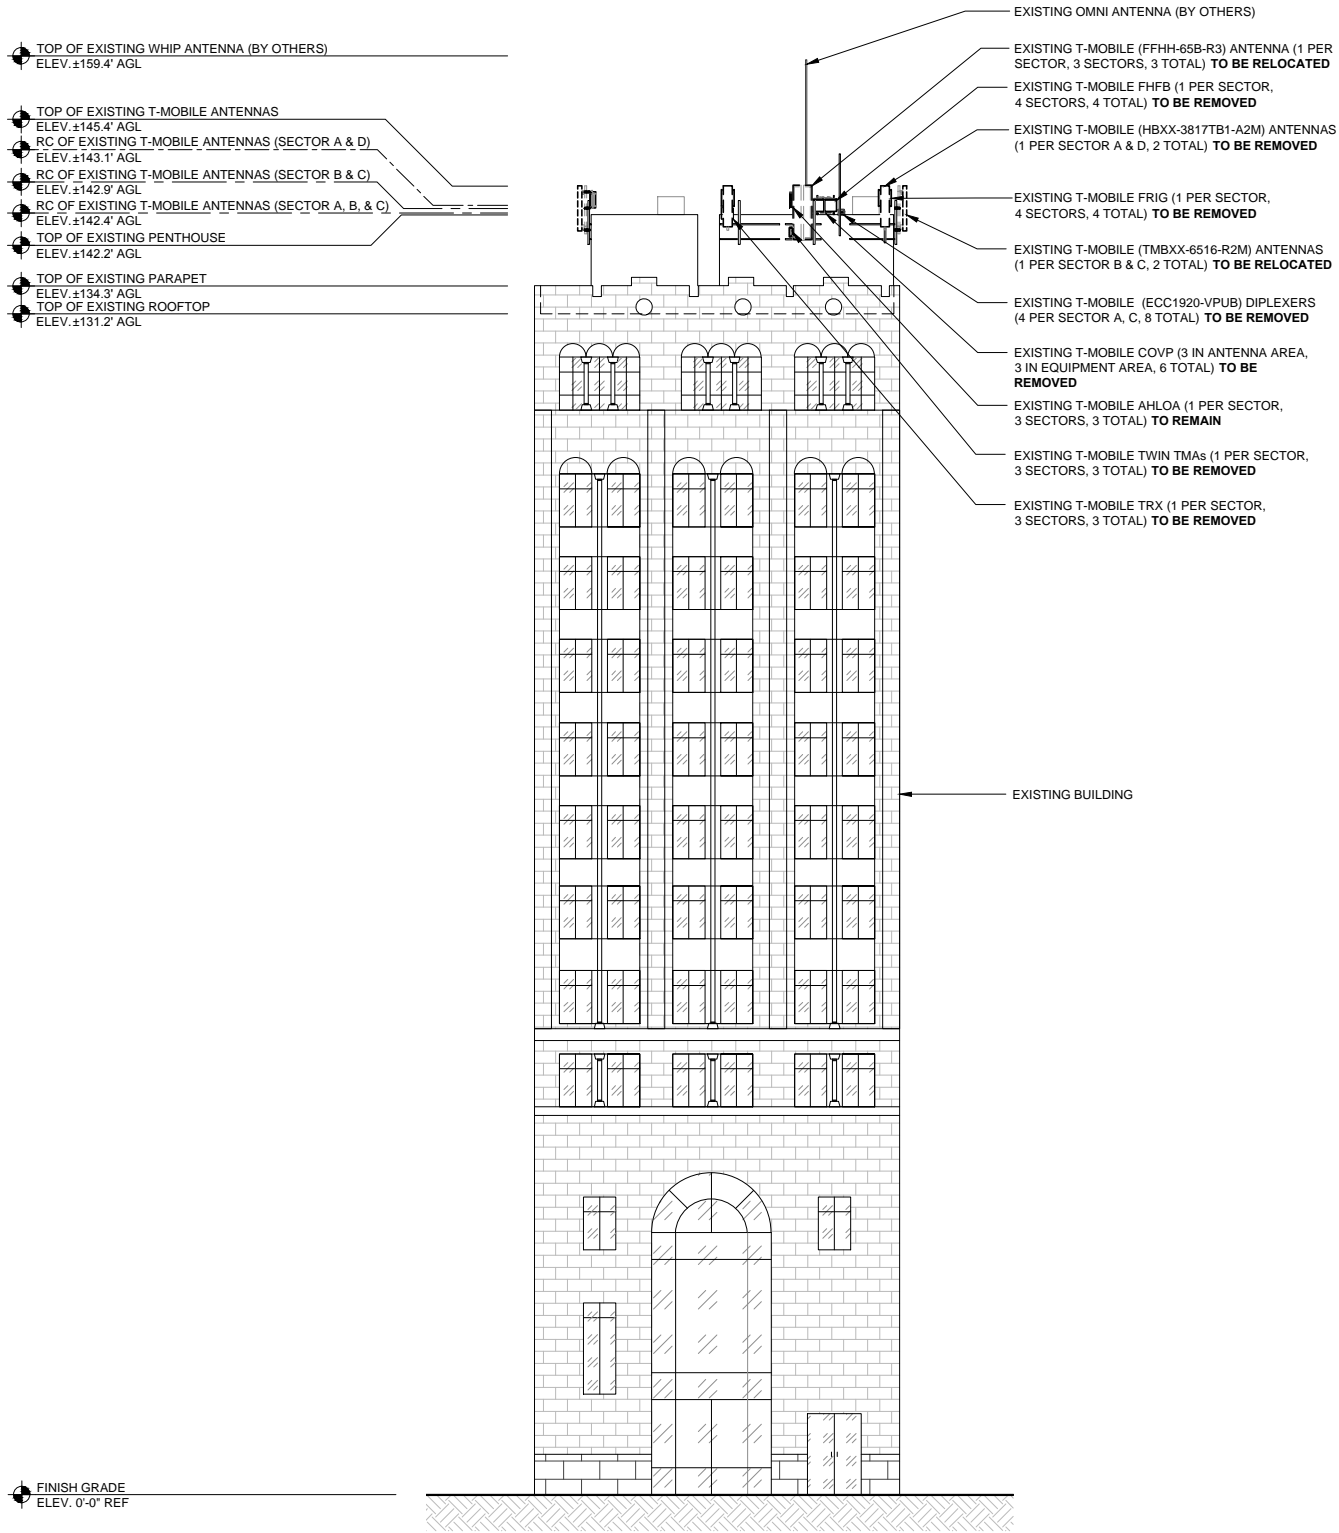 TOP OF EXISTING WHIP ANTENNA (BY OTHERS)
ELEV.±159.4' AGL
TOP OF EXISTING T-MOBILE ANTENNAS
ELEV.±145.4' AGL
RC OF EXISTING T-MOBILE ANTENNAS (SECTOR A & D)
ELEV.±143.1' AGL
RC OF EXISTING T-MOBILE ANTENNAS (SECTOR B & C)
ELEV.±142.9' AGL
RC OF EXISTING T-MOBILE ANTENNAS (SECTOR A, B, & C)
ELEV.±142.4' AGL
TOP OF EXISTING PENTHOUSE
ELEV.±142.2' AGL
TOP OF EXISTING PARAPET
ELEV.±134.3' AGL
TOP OF EXISTING ROOFTOP
ELEV.±131.2' AGL
EXISTING OMNI ANTENNA (BY OTHERS)
EXISTING T-MOBILE (FFHH-65B-R3) ANTENNA (1 PER
SECTOR, 3 SECTORS, 3 TOTAL) TO BE RELOCATED
EXISTING T-MOBILE FHFB (1 PER SECTOR,
4 SECTORS, 4 TOTAL) TO BE REMOVED
EXISTING T-MOBILE (HBXX-3817TB1-A2M) ANTENNAS
(1 PER SECTOR A & D, 2 TOTAL) TO BE REMOVED
EXISTING T-MOBILE FRIG (1 PER SECTOR,
4 SECTORS, 4 TOTAL) TO BE REMOVED
EXISTING T-MOBILE (TMBXX-6516-R2M) ANTENNAS
(1 PER SECTOR B & C, 2 TOTAL) TO BE RELOCATED
EXISTING T-MOBILE (ECC1920-VPUB) DIPLEXERS
(4 PER SECTOR A, C, 8 TOTAL) TO BE REMOVED
EXISTING T-MOBILE COVP (3 IN ANTENNA AREA,
3 IN EQUIPMENT AREA, 6 TOTAL) TO BE
REMOVED
EXISTING T-MOBILE AHLOA (1 PER SECTOR,
3 SECTORS, 3 TOTAL) TO REMAIN
EXISTING T-MOBILE TWIN TMAs (1 PER SECTOR,
3 SECTORS, 3 TOTAL) TO BE REMOVED
EXISTING T-MOBILE TRX (1 PER SECTOR,
3 SECTORS, 3 TOTAL) TO BE REMOVED
EXISTING BUILDING
FINISH GRADE
ELEV. 0'-0" REF